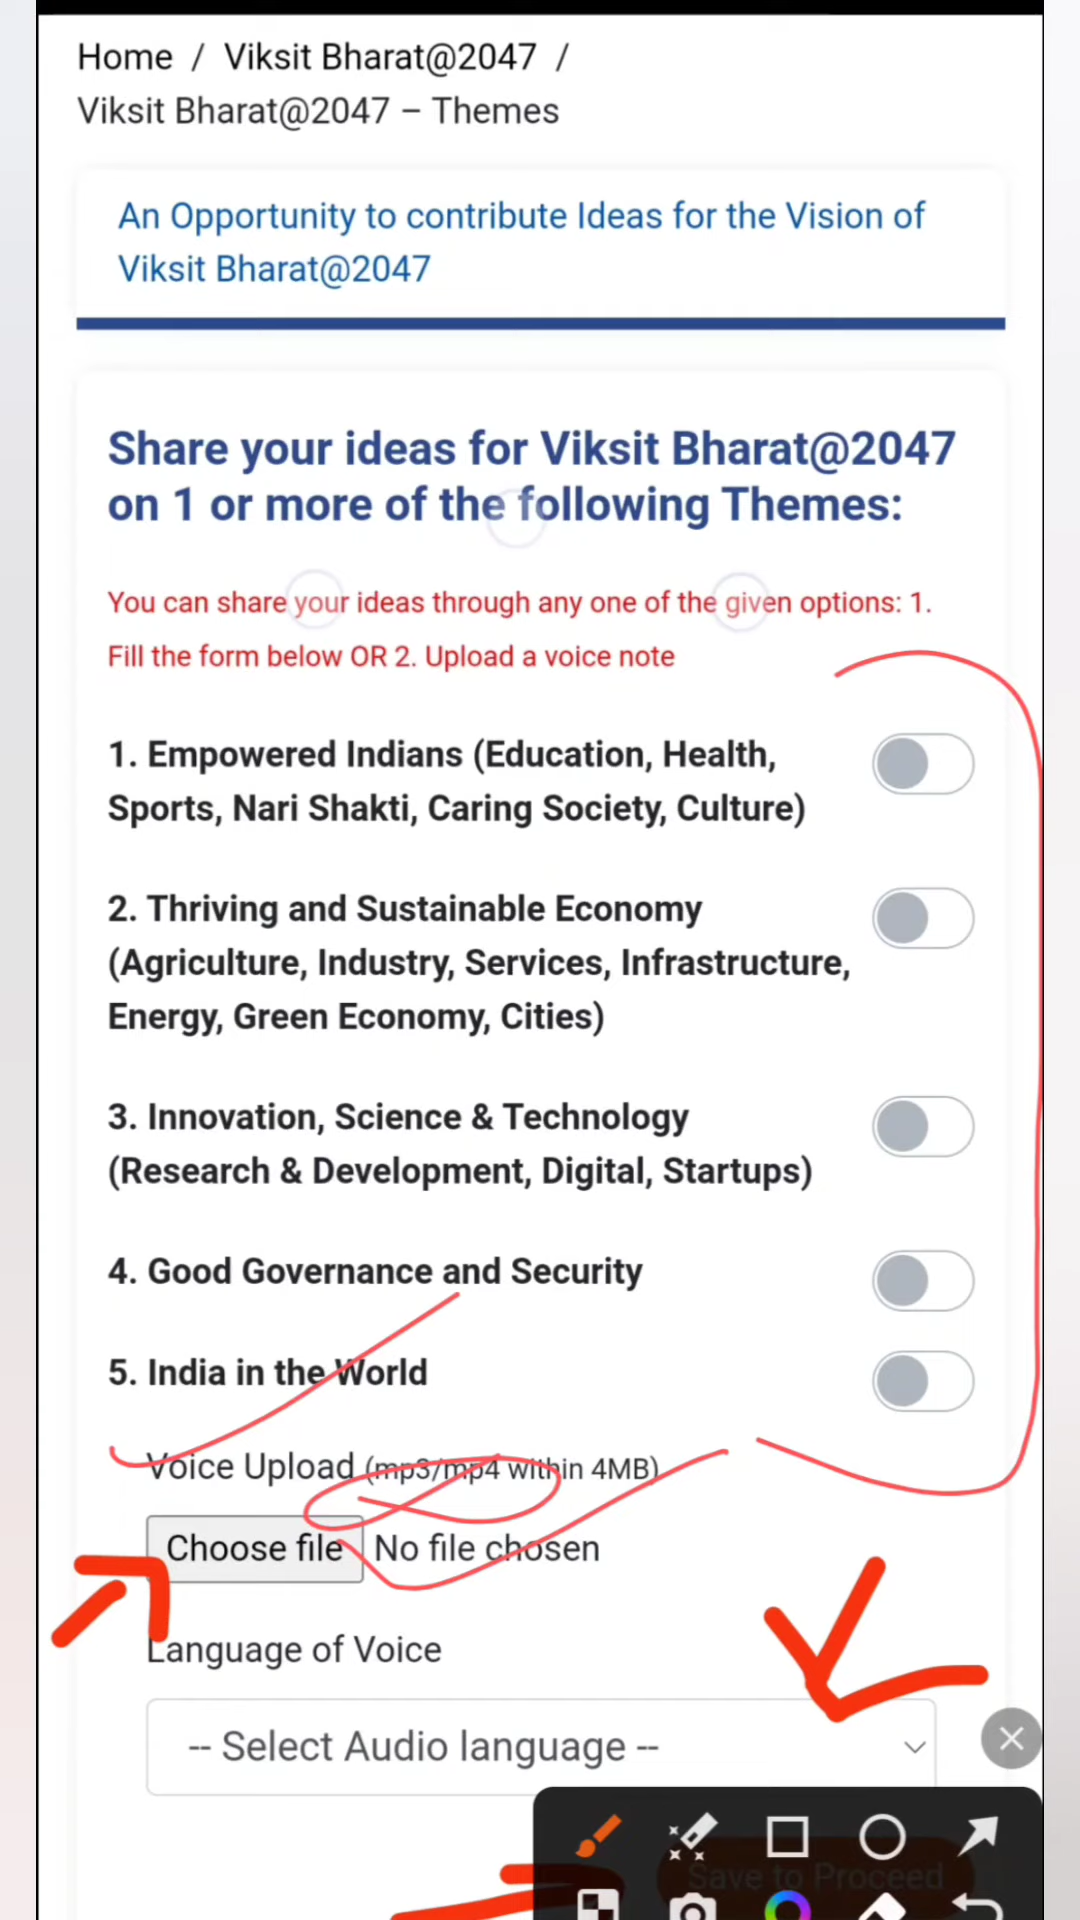 Home / Viksit Bharat@2047 /
Viksit Bharat@2047 – Themes
An Opportunity to contribute Ideas for the Vision of
Viksit Bharat@2047
Share your ideas for Viksit Bharat@2047
on 1 or more of the following Themes:
You can share your ideas through any one of the given options: 1.
Fill the form below OR 2. Upload a voice note
1. Empowered Indians (Education, Health,
Sports, Nari Shakti, Caring Society, Culture)
2. Thriving and Sustainable Economy
(Agriculture, Industry, Services, Infrastructure,
Energy, Green Economy, Cities)
3. Innovation, Science & Technology
(Research & Development, Digital, Startups)
4. Good Governance and Security
5. India in the World
Voice Upload (mp3/mp4 within 4MB)
Choose file No file chosen
Language of Voice
-- Select Audio language --
Save to Proceed